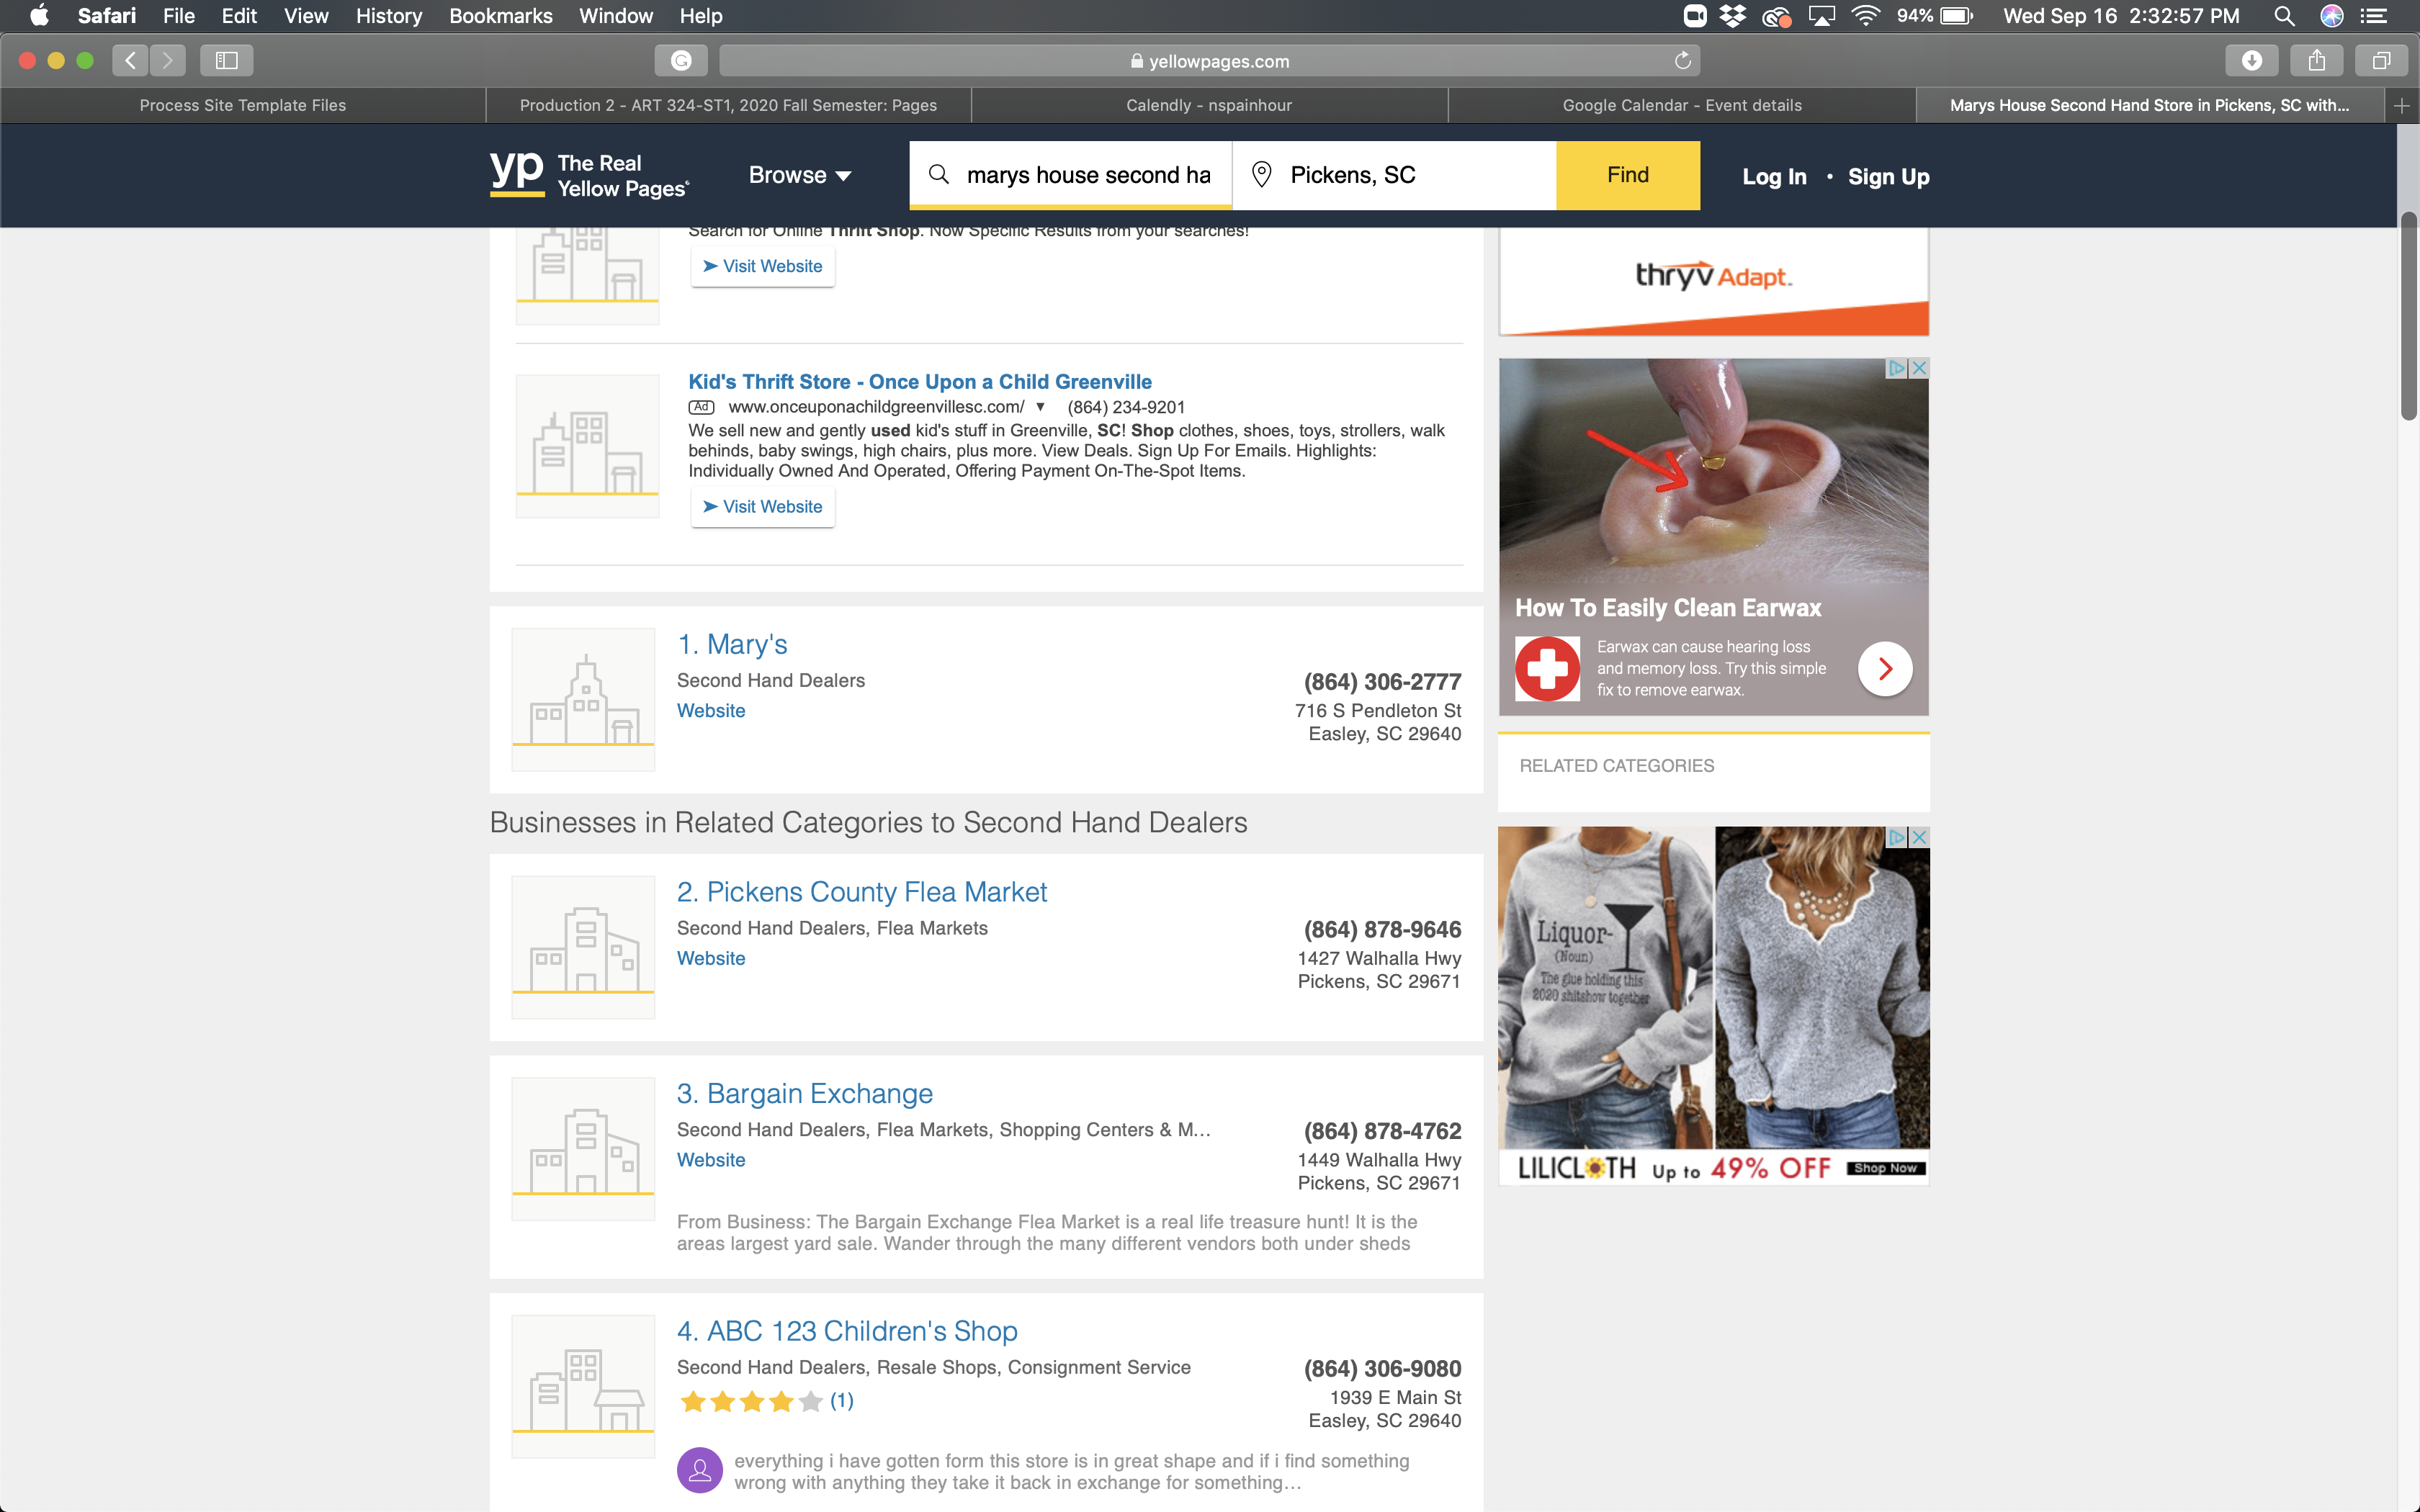 Safari File Edit View History Bookmarks Window Help 94% Wed Sep 16 2:32:57 PM
yellowpages.com
Process Site Template Files
Production 2 - ART 324-ST1, 2020 Fall Semester: Pages
Calendly - nspainhour
Google Calendar - Event details
Marys House Second Hand Store in Pickens, SC with...
yp The Real
Yellow Pages
Browse
marys house second ha
Pickens, SC
Find
Log In • Sign Up
Search for Online Thrift Shop. Now Specific Results from your searches!
Visit Website
Kid's Thrift Store - Once Upon a Child Greenville
Ad www.onceuponachildgreenvillesc.com/ (864) 234-9201
We sell new and gently used kid's stuff in Greenville, SC! Shop clothes, shoes, toys, strollers, walk
behinds, baby swings, high chairs, plus more. View Deals. Sign Up For Emails. Highlights:
Individually Owned And Operated, Offering Payment On-The-Spot Items.
Visit Website
1. Mary's
Second Hand Dealers
Website
(864) 306-2777
716 S Pendleton St
Easley, SC 29640
Businesses in Related Categories to Second Hand Dealers
2. Pickens County Flea Market
Second Hand Dealers, Flea Markets
Website
(864) 878-9646
1427 Walhalla Hwy
Pickens, SC 29671
3. Bargain Exchange
Second Hand Dealers, Flea Markets, Shopping Centers & M...
Website
(864) 878-4762
1449 Walhalla Hwy
Pickens, SC 29671
From Business: The Bargain Exchange Flea Market is a real life treasure hunt! It is the
areas largest yard sale. Wander through the many different vendors both under sheds
4. ABC 123 Children's Shop
Second Hand Dealers, Resale Shops, Consignment Service
(1)
(864) 306-9080
1939 E Main St
Easley, SC 29640
everything i have gotten form this store is in great shape and if i find something
wrong with anything they take it back in exchange for something...
thryv Adapt.
How To Easily Clean Earwax
Earwax can cause hearing loss
and memory loss. Try this simple
fix to remove earwax.
RELATED CATEGORIES
Liquor-
(Noun)
The glue holding this
2020 shitshow together
LILICLOTH Up to 49% OFF Shop Now